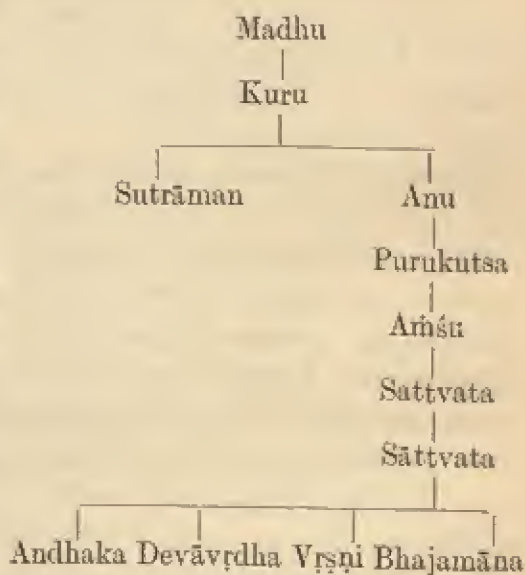 Madhu
Kuru
Sutrāman Anu
Purukutsa
Aṁśu
Sattvata
Sāttvata
Andhaka Devāvṛdha Vṛṣṇi Bhajamāna